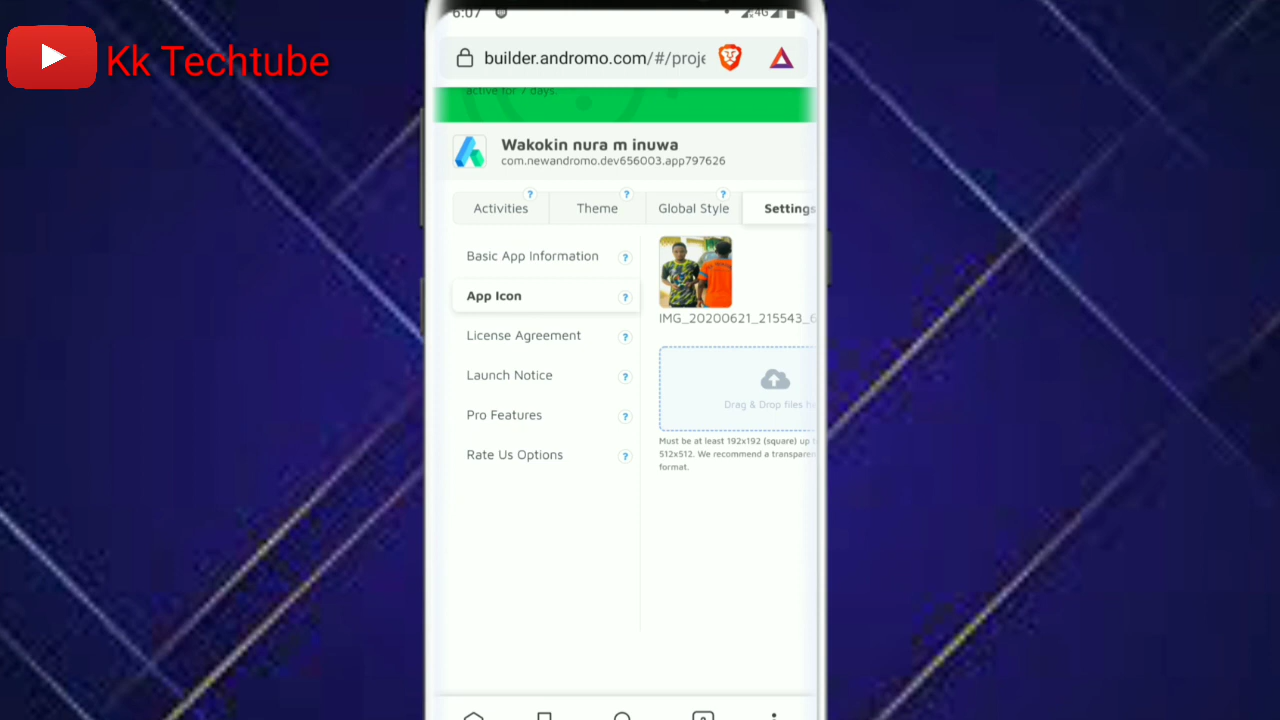 Kk Techtube
6:07
4G
builder.andromo.com/#/proje
active for 7 days.
Wakokin nura m inuwa
com.newandromo.dev656003.app797626
Activities ?
Theme ?
Global Style ?
Settings
Basic App Information ?
App Icon ?
License Agreement ?
Launch Notice ?
Pro Features ?
Rate Us Options ?
IMG_20200621_215543_6
Drag & Drop files
Must be at least 192x192 (square) up
512x512. We recommend a transparen
format.